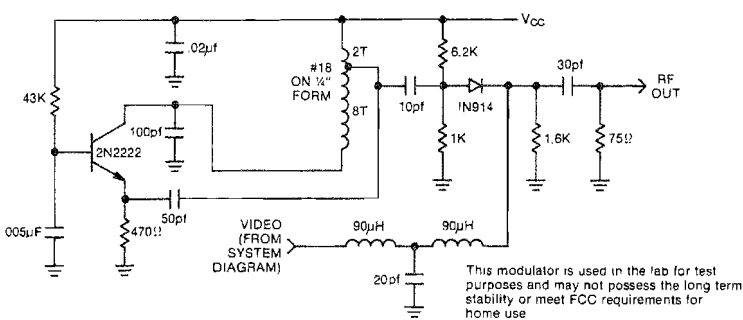 VCC
.02µf
2T
#18
ON ¼"
FORM
8T
6.2K
30pf
RF
OUT
43K
100pf
10pf
IN914
2N2222
1K
1.6K
75Ω
50pf
005µF
470Ω
VIDEO
(FROM
SYSTEM
DIAGRAM)
90µH
90µH
20pf
This modulator is used in the lab for test
purposes and may not possess the long term
stability or meet FCC requirements for
home use